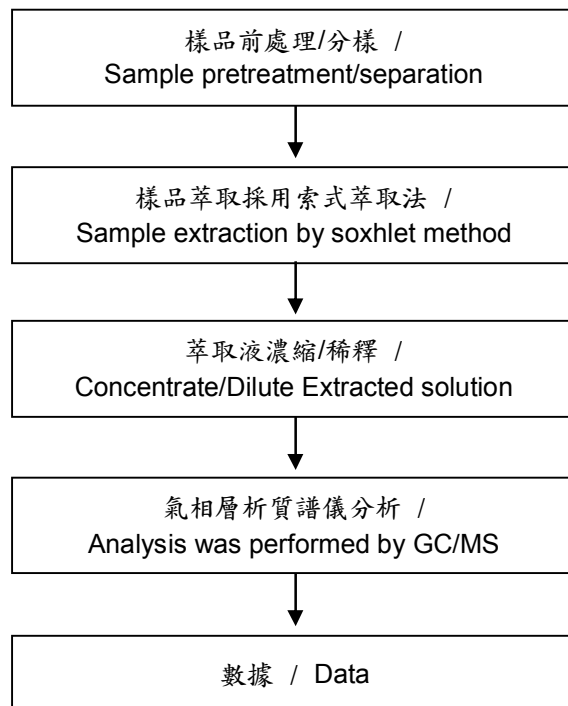 樣品前處理/分樣 /
Sample pretreatment/separation
樣品萃取採用索式萃取法 /
Sample extraction by soxhlet method
萃取液濃縮/稀釋 /
Concentrate/Dilute Extracted solution
氣相層析質譜儀分析 /
Analysis was performed by GC/MS
數據 / Data